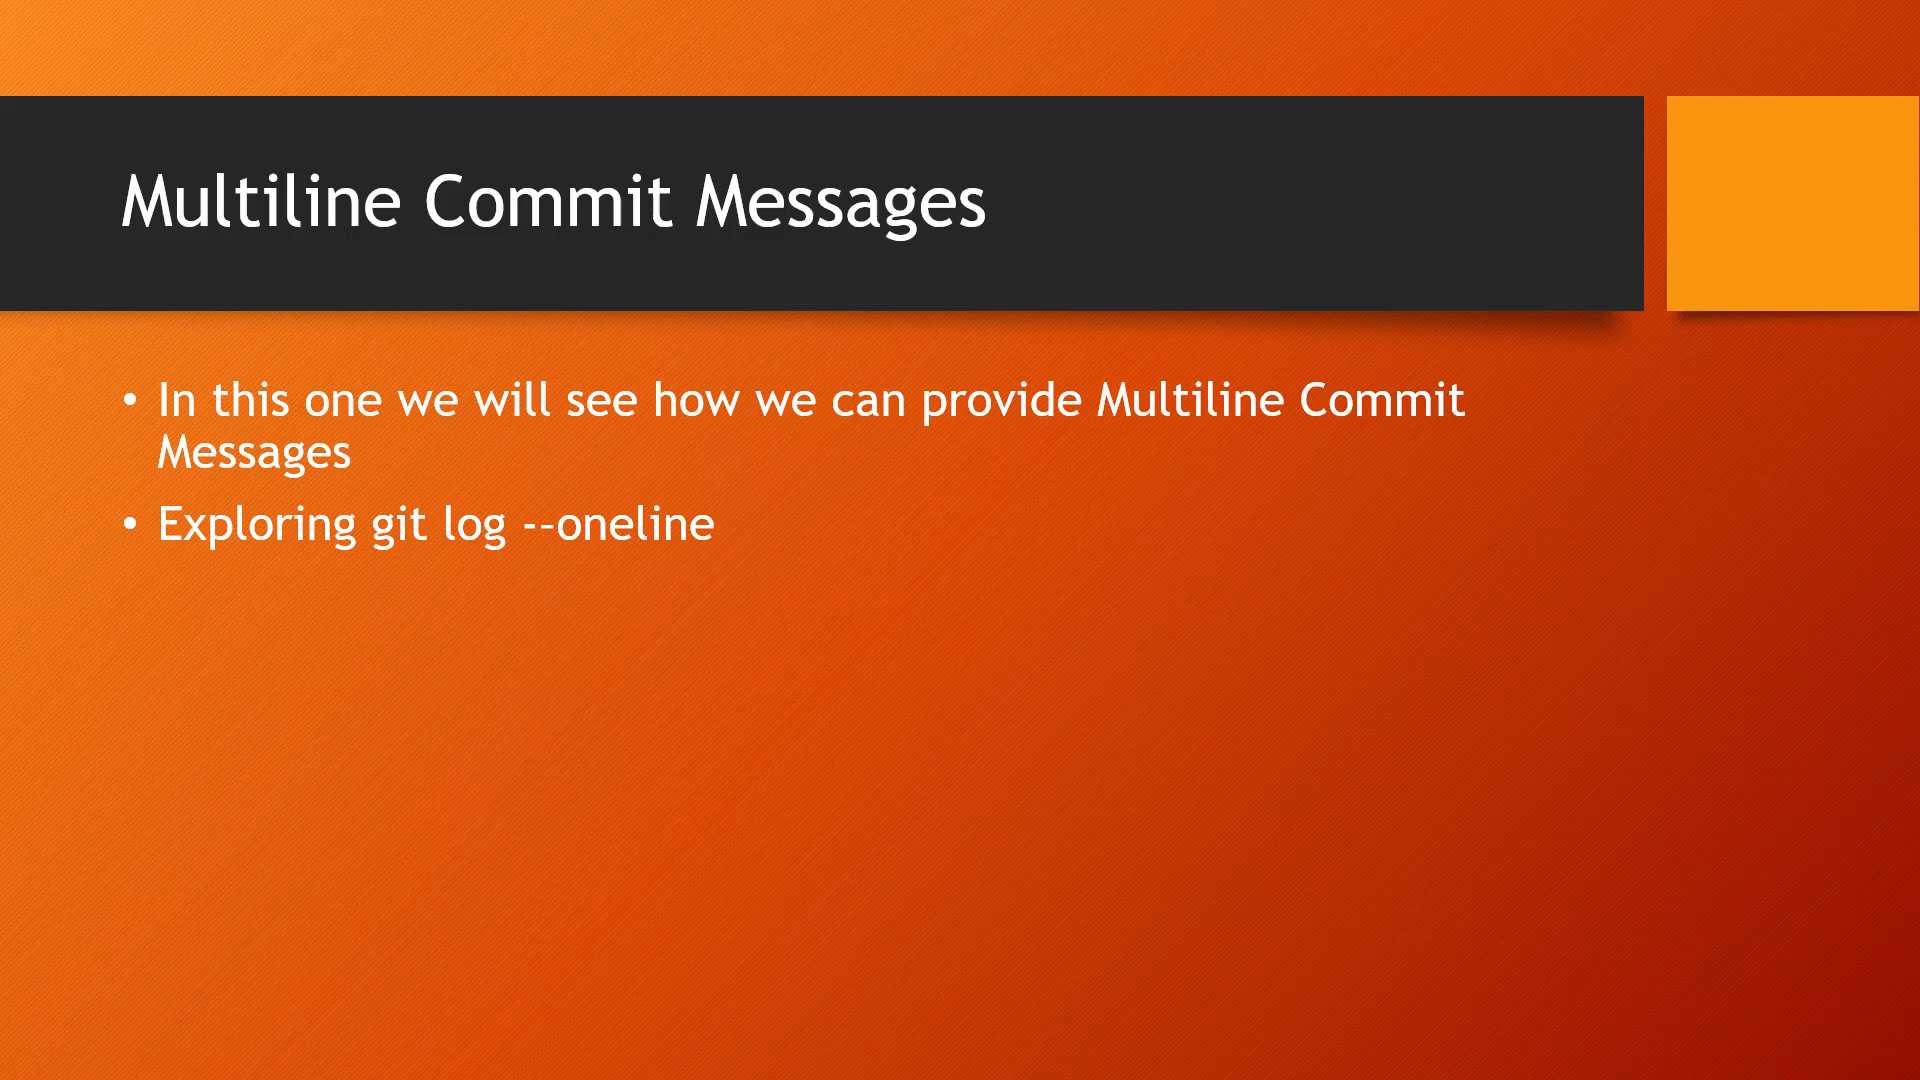 Multiline Commit Messages
• In this one we will see how we can provide Multiline Commit
Messages
• Exploring git log --oneline